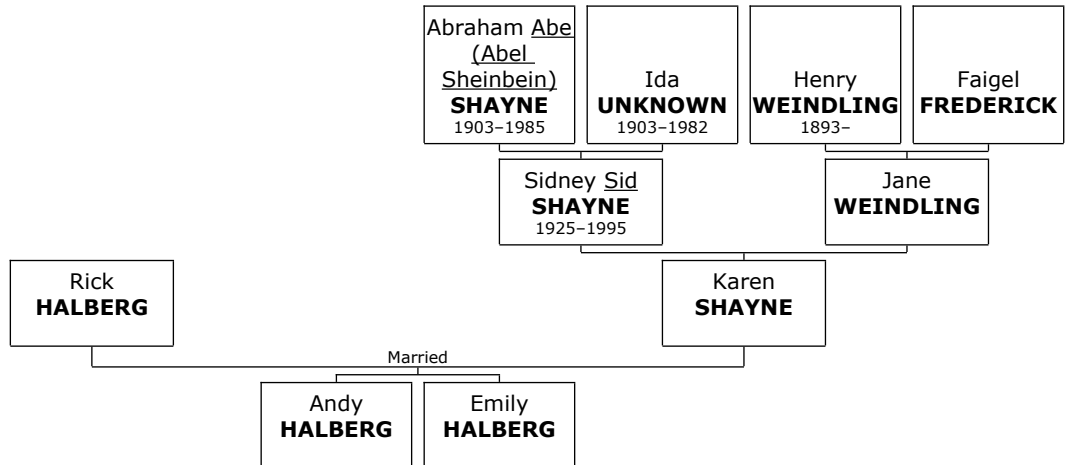 Abraham Abe
(Abel
Sheinbein)
SHAYNE
1903–1985
Ida
UNKNOWN
1903–1982
Henry
WEINDLING
1893–
Faigel
FREDERICK
Sidney Sid
SHAYNE
1925–1995
Jane
WEINDLING
Rick
HALBERG
Karen
SHAYNE
Married
Andy
HALBERG
Emily
HALBERG